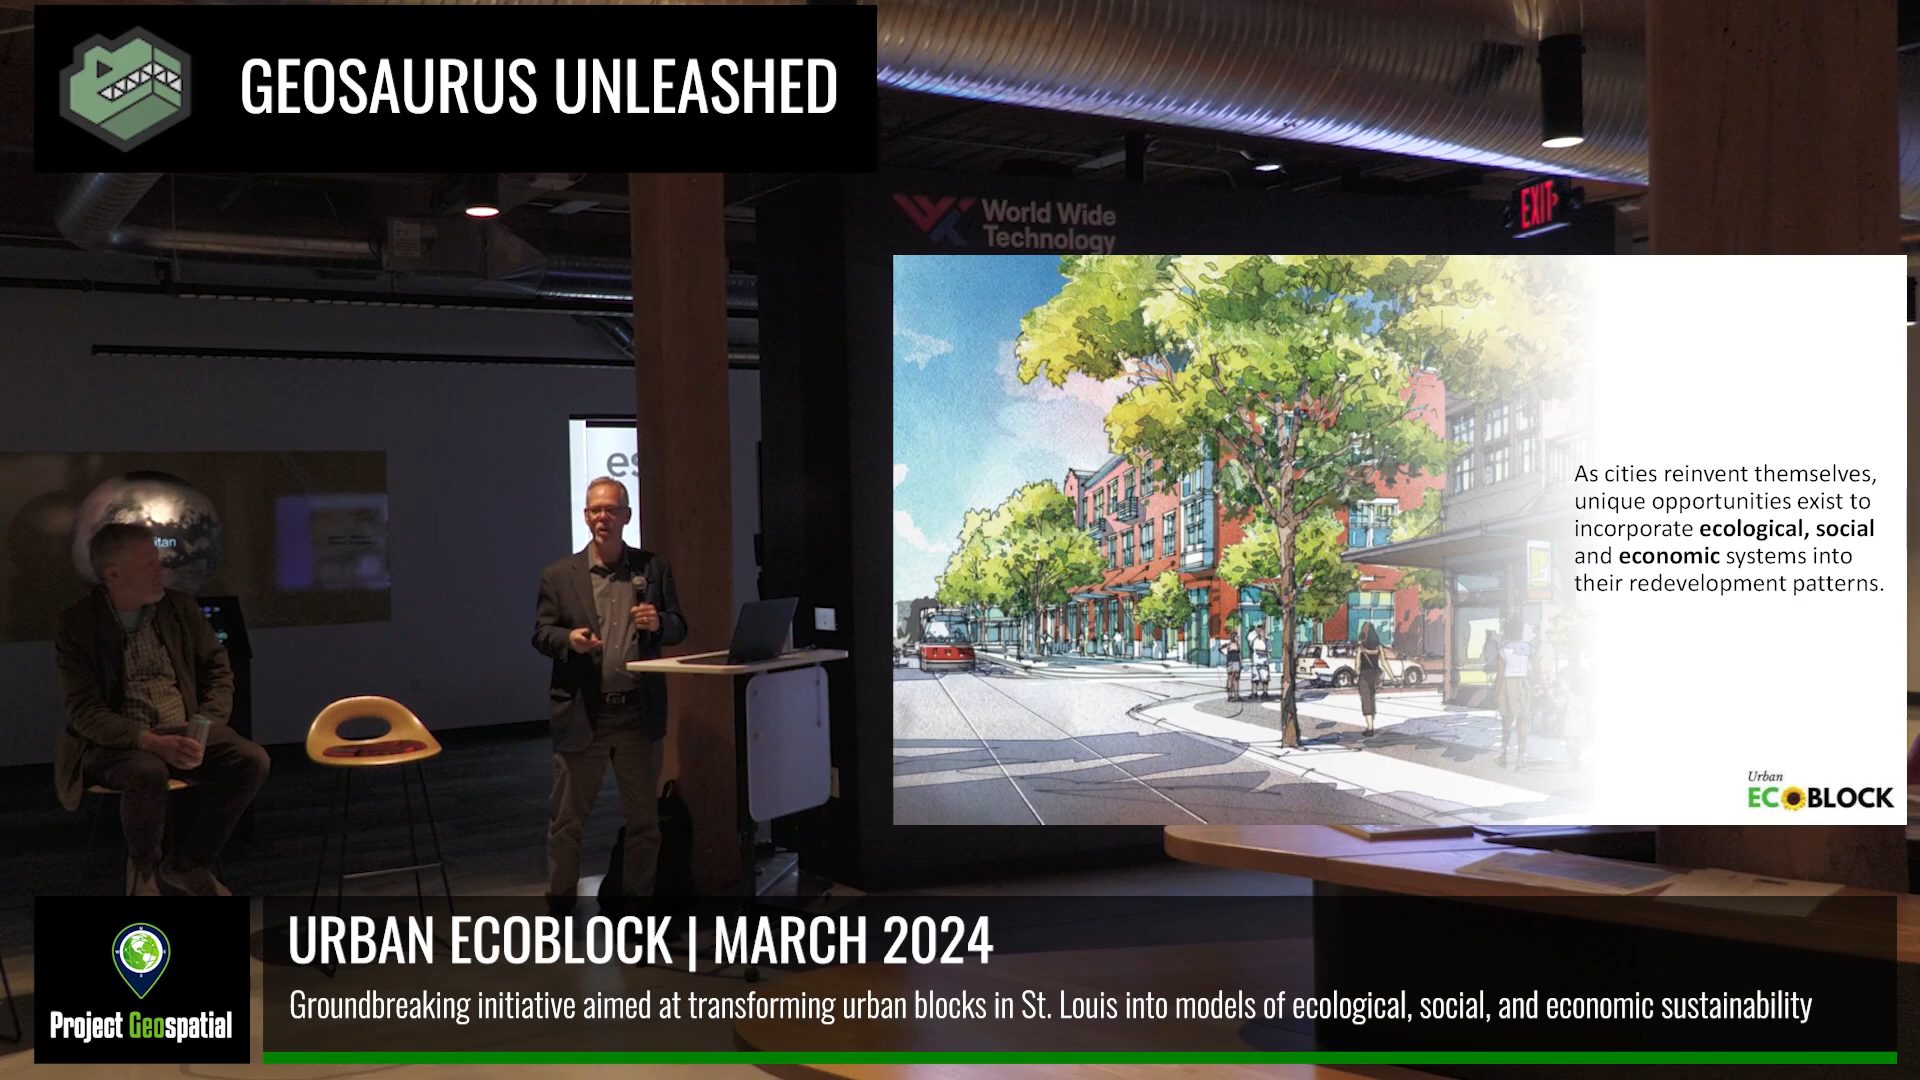 GEOSAURUS UNLEASHED
World Wide
Technology
EXIT
es
itan
As cities reinvent themselves,
unique opportunities exist to
incorporate ecological, social
and economic systems into
their redevelopment patterns.
Urban
ECOBLOCK
URBAN ECOBLOCK | MARCH 2024
Groundbreaking initiative aimed at transforming urban blocks in St. Louis into models of ecological, social, and economic sustainability
Project Geospatial